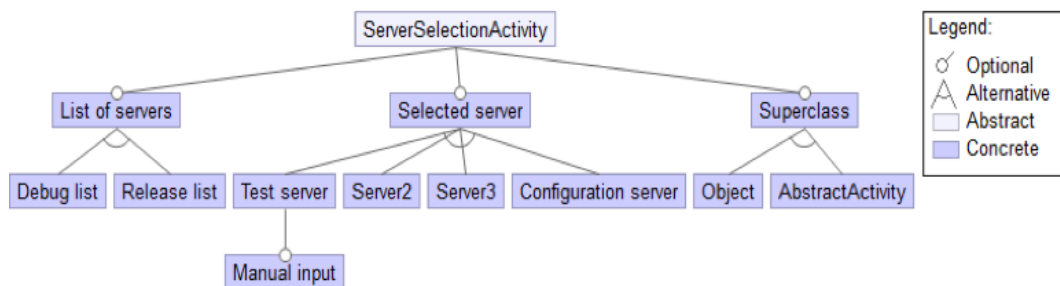 ServerSelectionActivity
Legend:
Optional
Alternative
Abstract
Concrete
List of servers
Selected server
Superclass
Debug list
Release list
Test server
Server2
Server3
Configuration server
Object
AbstractActivity
Manual input